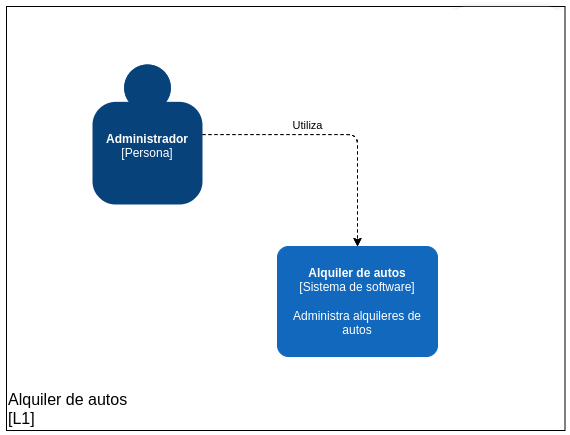 Administrador
[Persona]
Utiliza
Alquiler de autos
[Sistema de software]
Administra alquileres de
autos
Alquiler de autos
[L1]